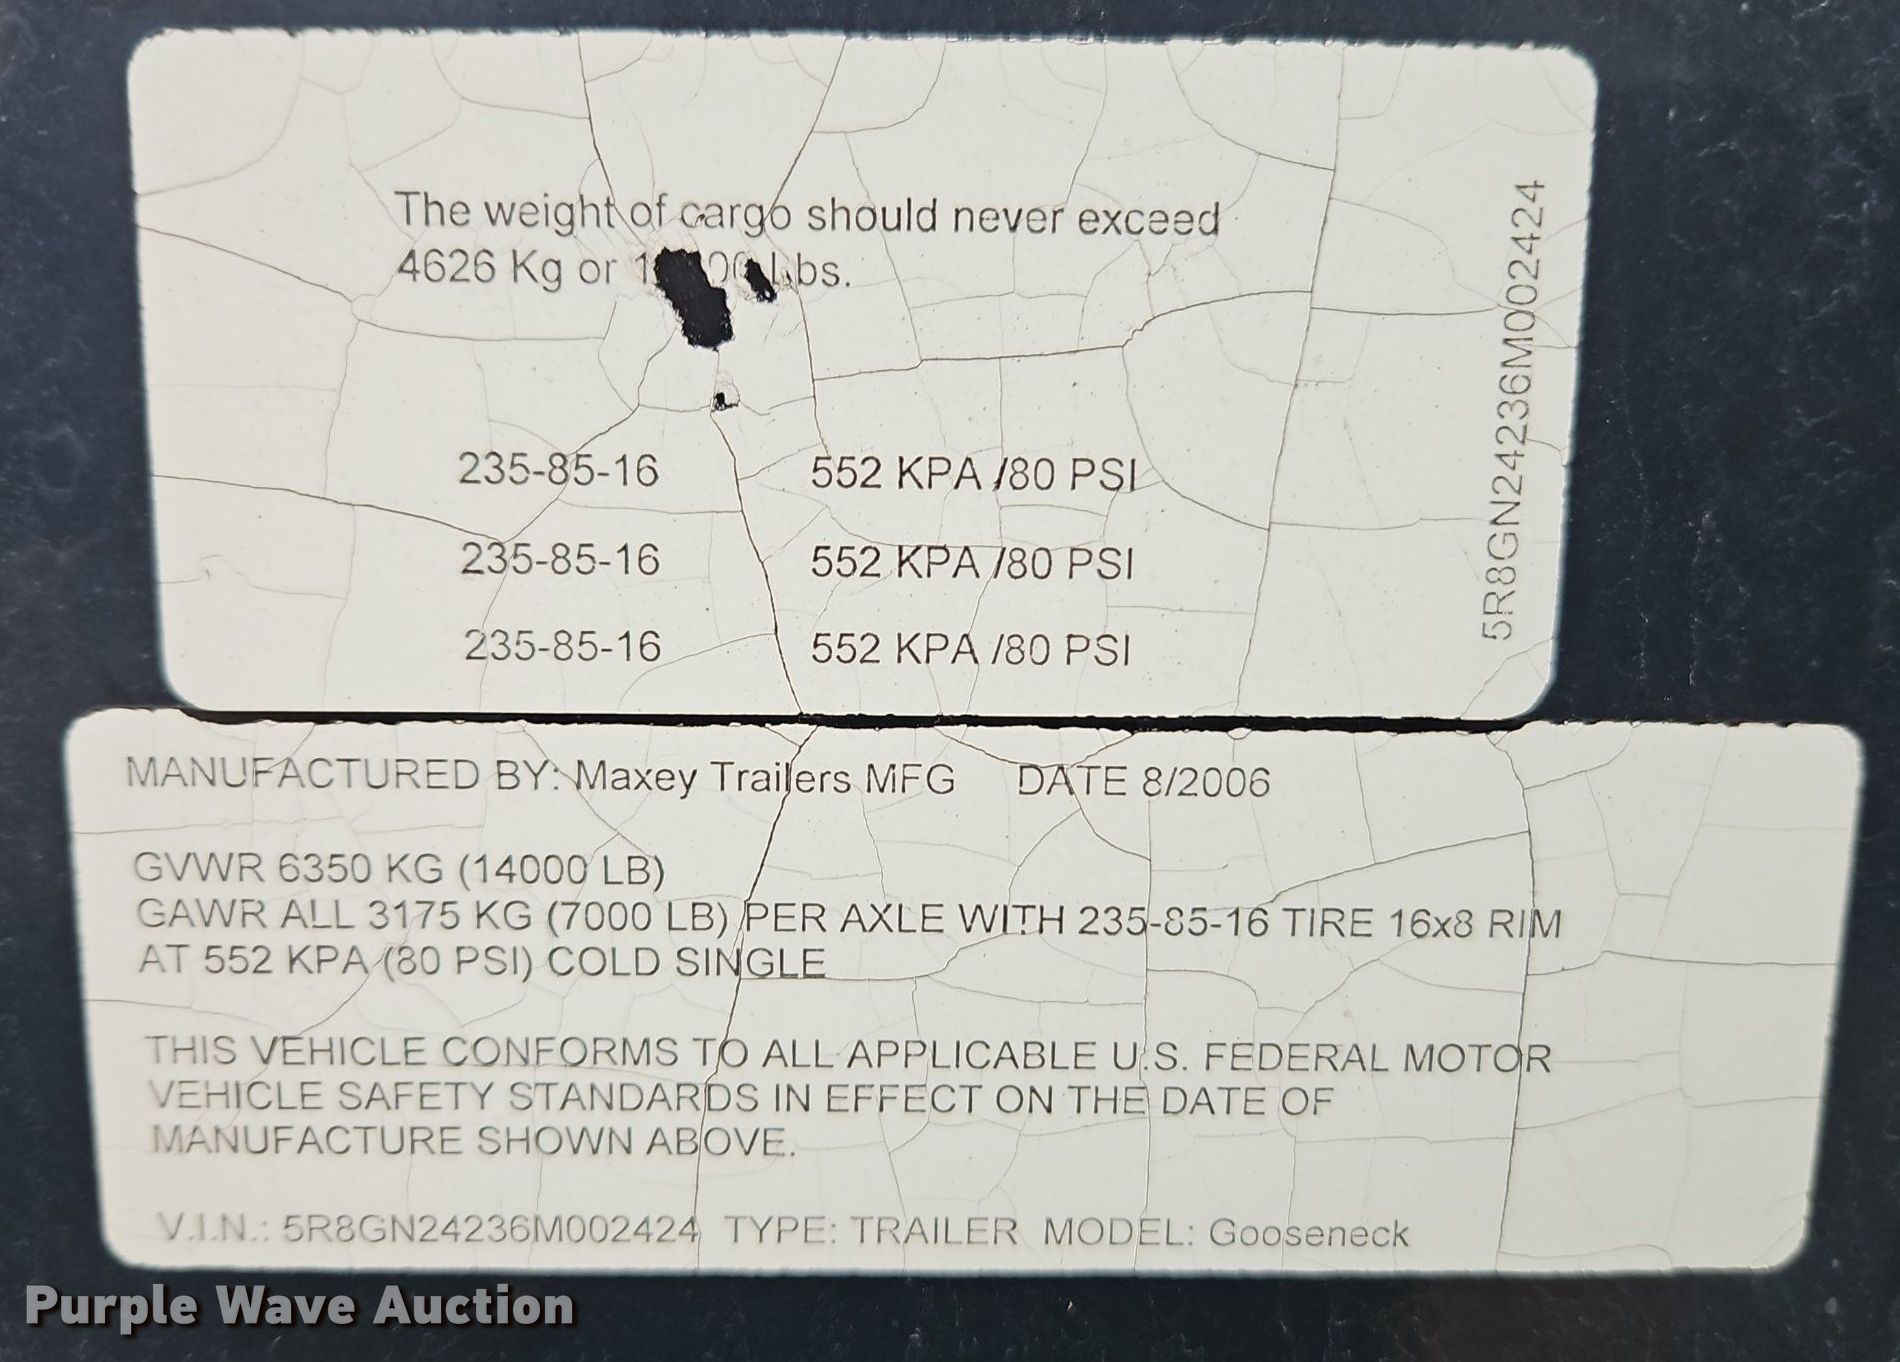 The weight of cargo should never exceed
4626 Kg or Lbs.
235-85-16 552 KPA /80 PSI
235-85-16 552 KPA /80 PSI
235-85-16 552 KPA /80 PSI
5R8GN24236M002424
MANUFACTURED BY: Maxey Trailers MFG DATE 8/2006
GVWR 6350 KG (14000 LB)
GAWR ALL 3175 KG (7000 LB) PER AXLE WITH 235-85-16 TIRE 16x8 RIM
AT 552 KPA (80 PSI) COLD SINGLE
THIS VEHICLE CONFORMS TO ALL APPLICABLE U.S. FEDERAL MOTOR
VEHICLE SAFETY STANDARDS IN EFFECT ON THE DATE OF
MANUFACTURE SHOWN ABOVE.
V.I.N.: 5R8GN24236M002424 TYPE: TRAILER MODEL: Gooseneck
Purple Wave Auction